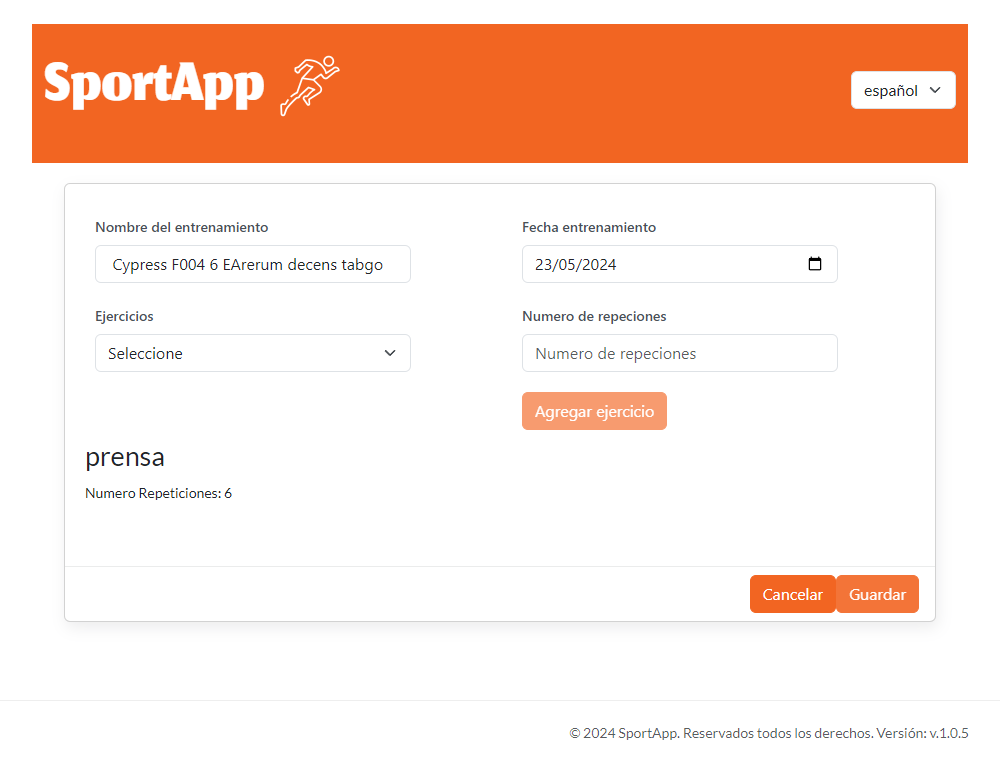 SportApp
español
Nombre del entrenamiento
Fecha entrenamiento
Cypress F004 6 EArerum decens tabgo
23/05/2024
Ejercicios
Numero de repeciones
Seleccione
Numero de repeciones
Agregar ejercicio
prensa
Numero Repeticiones: 6
Cancelar
Guardar
© 2024 SportApp. Reservados todos los derechos. Versión: v.1.0.5